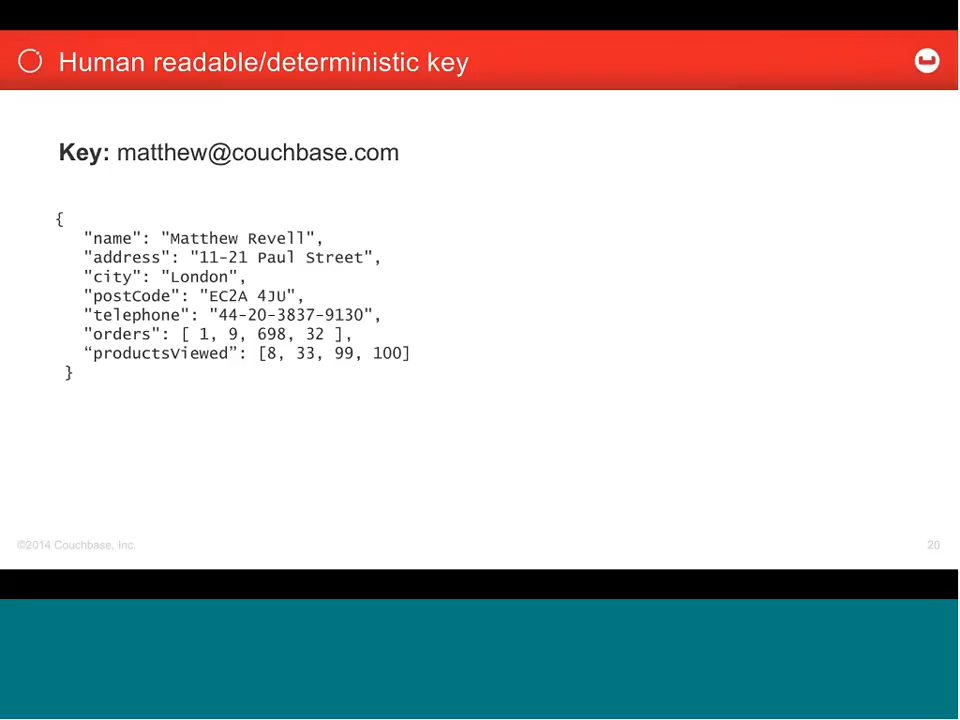 Human readable/deterministic key
Key: matthew@couchbase.com
{
"name": "Matthew Revell",
"address": "11-21 Paul Street",
"city": "London",
"postCode": "EC2A 4JU",
"telephone": "44-20-3837-9130",
"orders": [ 1, 9, 698, 32 ],
“productsViewed”: [8, 33, 99, 100]
}
©2014 Couchbase, Inc.
20